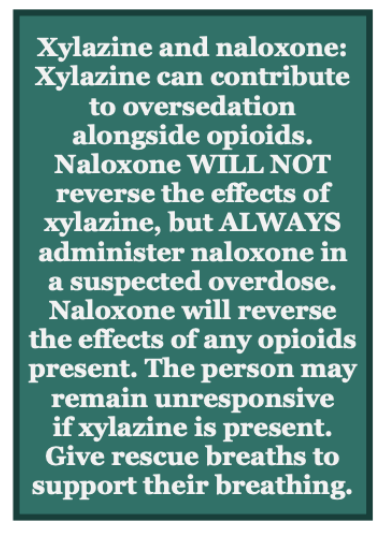 Xylazine and naloxone:
Xylazine can contribute
to oversedation
alongside opioids.
Naloxone WILL NOT
reverse the effects of
xylazine, but ALWAYS
administer naloxone in
a suspected overdose.
Naloxone will reverse
the effects of any opioids
present. The person may
remain unresponsive
if xylazine is present.
Give rescue breaths to
support their breathing.